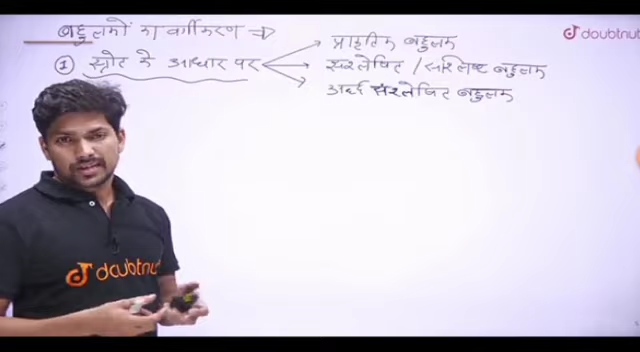 बहुलकों का वर्गीकरण ⇒
① स्रोत के आधार पर
प्राकृतिक बहुलक
संश्लेषित / संश्लिष्ट बहुलक
अर्द्ध संश्लेषित बहुलक
doubtnut
doubtnut